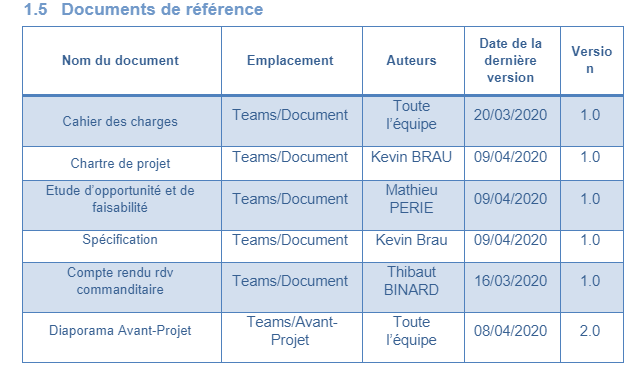 1.5 Documents de référence
Nom du document
Emplacement
Auteurs
Date de la
dernière
version
Versio
n
Cahier des charges
Teams/Document
Toute
l'équipe
20/03/2020
1.0
Chartre de projet
Teams/Document
Kevin BRAU
09/04/2020
1.0
Etude d'opportunité et de
faisabilité
Teams/Document
Mathieu
PERIE
09/04/2020
1.0
Spécification
Teams/Document
Kevin Brau
09/04/2020
1.0
Compte rendu rdv
commanditaire
Teams/Document
Thibaut
BINARD
16/03/2020
1.0
Diaporama Avant-Projet
Teams/Avant-
Projet
Toute
l'équipe
08/04/2020
2.0